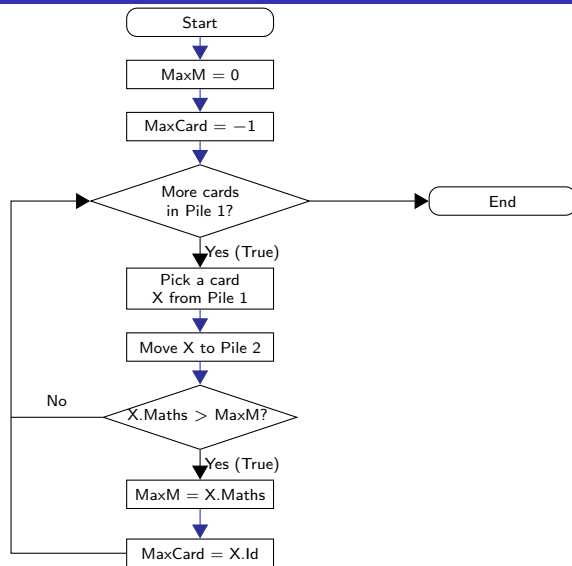 Start
MaxM = 0
MaxCard = −1
More cards
in Pile 1?
End
Yes (True)
Pick a card
X from Pile 1
Move X to Pile 2
No
X.Maths > MaxM?
Yes (True)
MaxM = X.Maths
MaxCard = X.Id